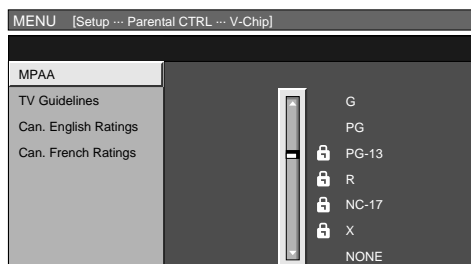 MENU [Setup ··· Parental CTRL ··· V-Chip]
MPAA
TV Guidelines
Can. English Ratings
Can. French Ratings
G
PG
PG-13
R
NC-17
X
NONE